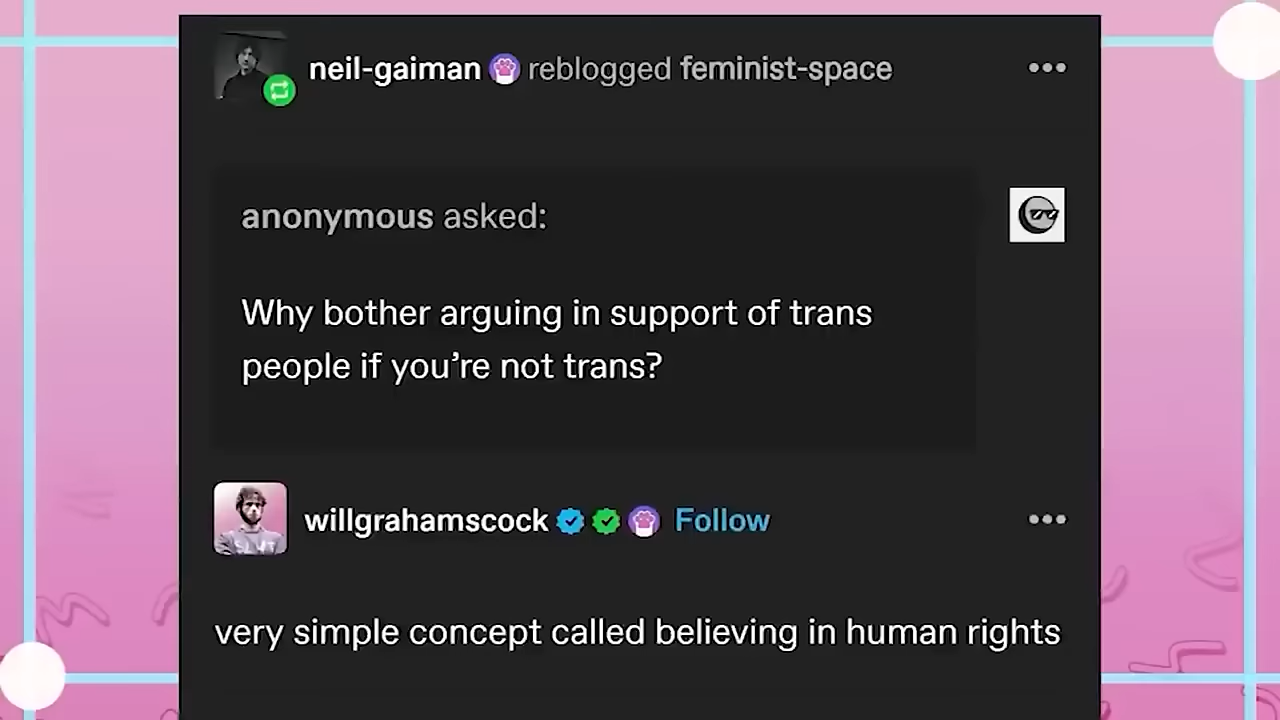 neil-gaiman reblogged feminist-space
anonymous asked:
Why bother arguing in support of trans
people if you’re not trans?
willgrahamscock Follow
very simple concept called believing in human rights